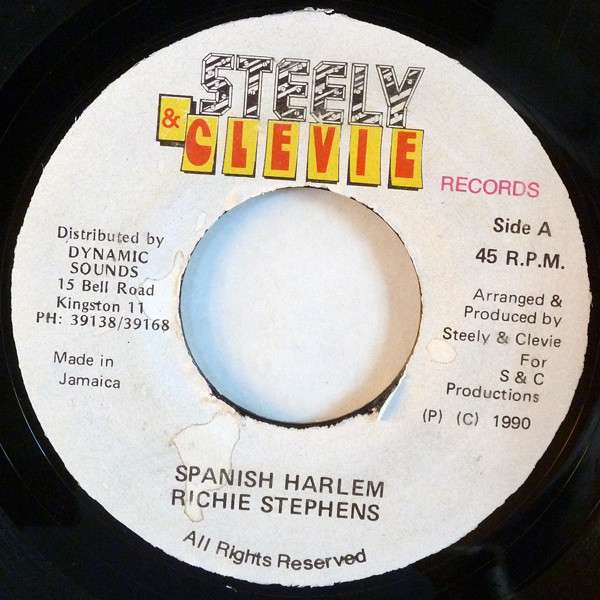 STEELY
& CLEVIE
RECORDS
Side A
45 R.P.M.
Distributed by
DYNAMIC
SOUNDS
15 Bell Road
Kingston 11
PH: 39138/39168
Made in
Jamaica
Arranged &
Produced by
Steely & Clevie
For
S & C
Productions
(P) (C) 1990
SPANISH HARLEM
RICHIE STEPHENS
All Rights Reserved